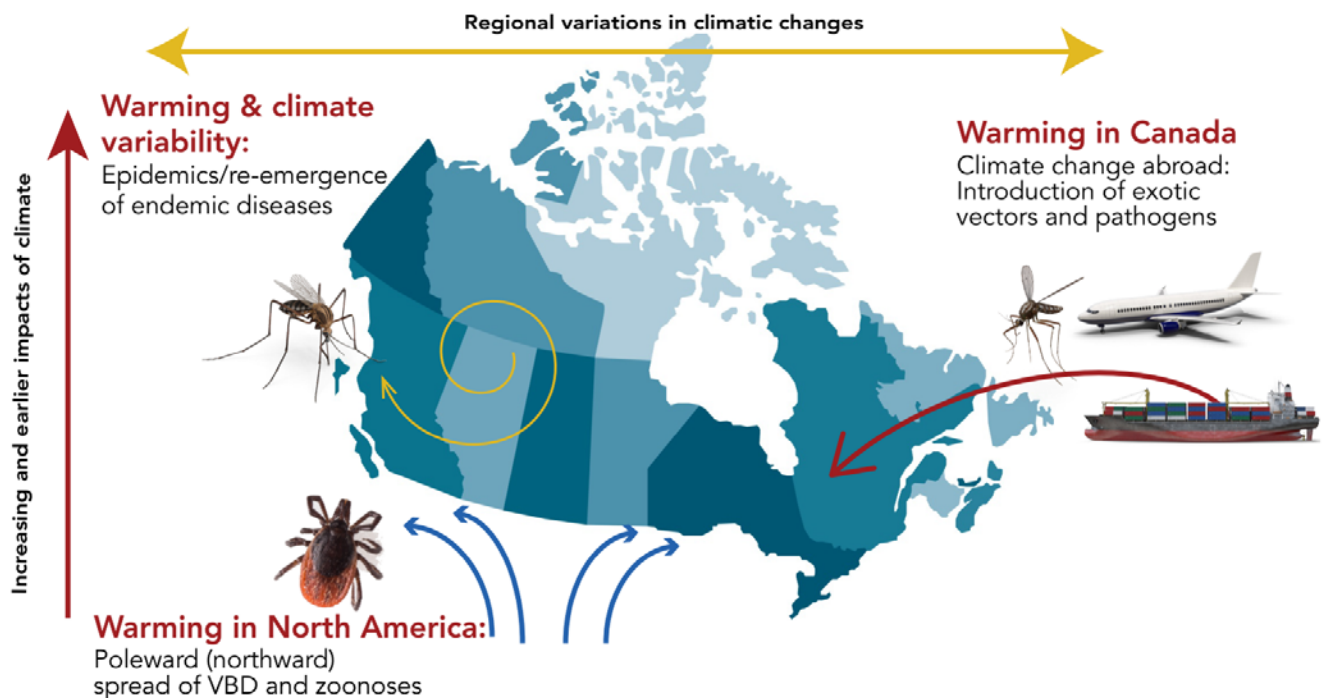 Regional variations in climatic changes
Warming & climate
variability:
Epidemics/re-emergence
of endemic diseases
Warming in Canada
Climate change abroad:
Introduction of exotic
vectors and pathogens
Increasing and earlier impacts of climate
Warming in North America:
Poleward (northward)
spread of VBD and zoonoses